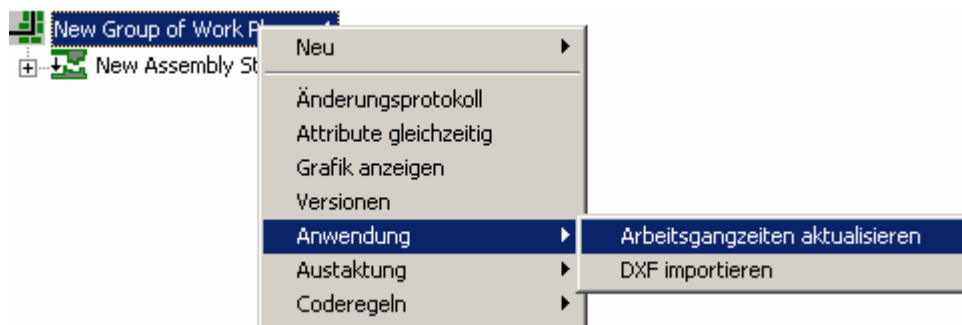 New Group of Work P
New Assembly St
Neu
Änderungsprotokoll
Attribute gleichzeitig
Grafik anzeigen
Versionen
Anwendung
Austaktung
Coderegeln
Arbeitsgangzeiten aktualisieren
DXF importieren